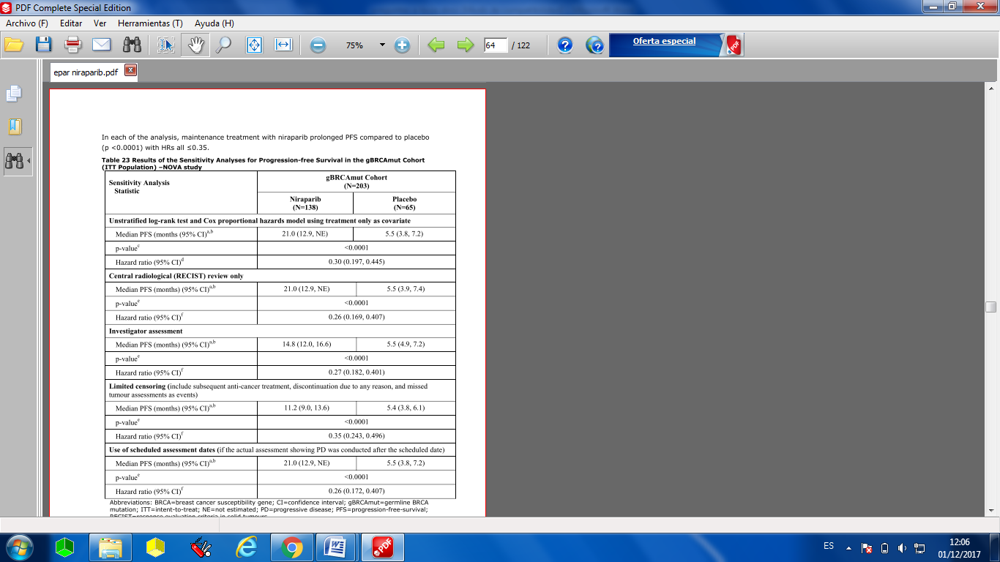 PDF Complete Special Edition
Archivo (F) Editar Ver Herramientas (T) Ayuda (H)
75% 64 / 122 Oferta especial PDF
epar niraparib.pdf
In each of the analysis, maintenance treatment with niraparib prolonged PFS compared to placebo
(p <0.0001) with HRs all ≤0.35.
Table 23 Results of the Sensitivity Analyses for Progression-free Survival in the gBRCAmut Cohort
(ITT Population) –NOVA study
Sensitivity Analysis
Statistic
gBRCAmut Cohort
(N=203)
Niraparib
(N=138)
Placebo
(N=65)
Unstratified log-rank test and Cox proportional hazards model using treatment only as covariate
Median PFS (months (95% CI)a,b 21.0 (12.9, NE) 5.5 (3.8, 7.2)
p-valuec <0.0001
Hazard ratio (95% CI)d 0.30 (0.197, 0.445)
Central radiological (RECIST) review only
Median PFS (months) (95% CI)a,b 21.0 (12.9, NE) 5.5 (3.9, 7.4)
p-valuee <0.0001
Hazard ratio (95% CI)f 0.26 (0.169, 0.407)
Investigator assessment
Median PFS (months) (95% CI)a,b 14.8 (12.0, 16.6) 5.5 (4.9, 7.2)
p-valuee <0.0001
Hazard ratio (95% CI)f 0.27 (0.182, 0.401)
Limited censoring (include subsequent anti-cancer treatment, discontinuation due to any reason, and missed
tumour assessments as events)
Median PFS (months) (95% CI)a,b 11.2 (9.0, 13.6) 5.4 (3.8, 6.1)
p-valuee <0.0001
Hazard ratio (95% CI)f 0.35 (0.243, 0.496)
Use of scheduled assessment dates (if the actual assessment showing PD was conducted after the scheduled date)
Median PFS (months) (95% CI)a,b 21.0 (12.9, NE) 5.5 (3.8, 7.2)
p-valuee <0.0001
Hazard ratio (95% CI)f 0.26 (0.172, 0.407)
Abbreviations: BRCA=breast cancer susceptibility gene; CI=confidence interval; gBRCAmut=germline BRCA
mutation; ITT=intent-to-treat; NE=not estimated; PD=progressive disease; PFS=progression-free-survival;
RECIST=response evaluation criteria in solid tumours
ES
12:06
01/12/2017